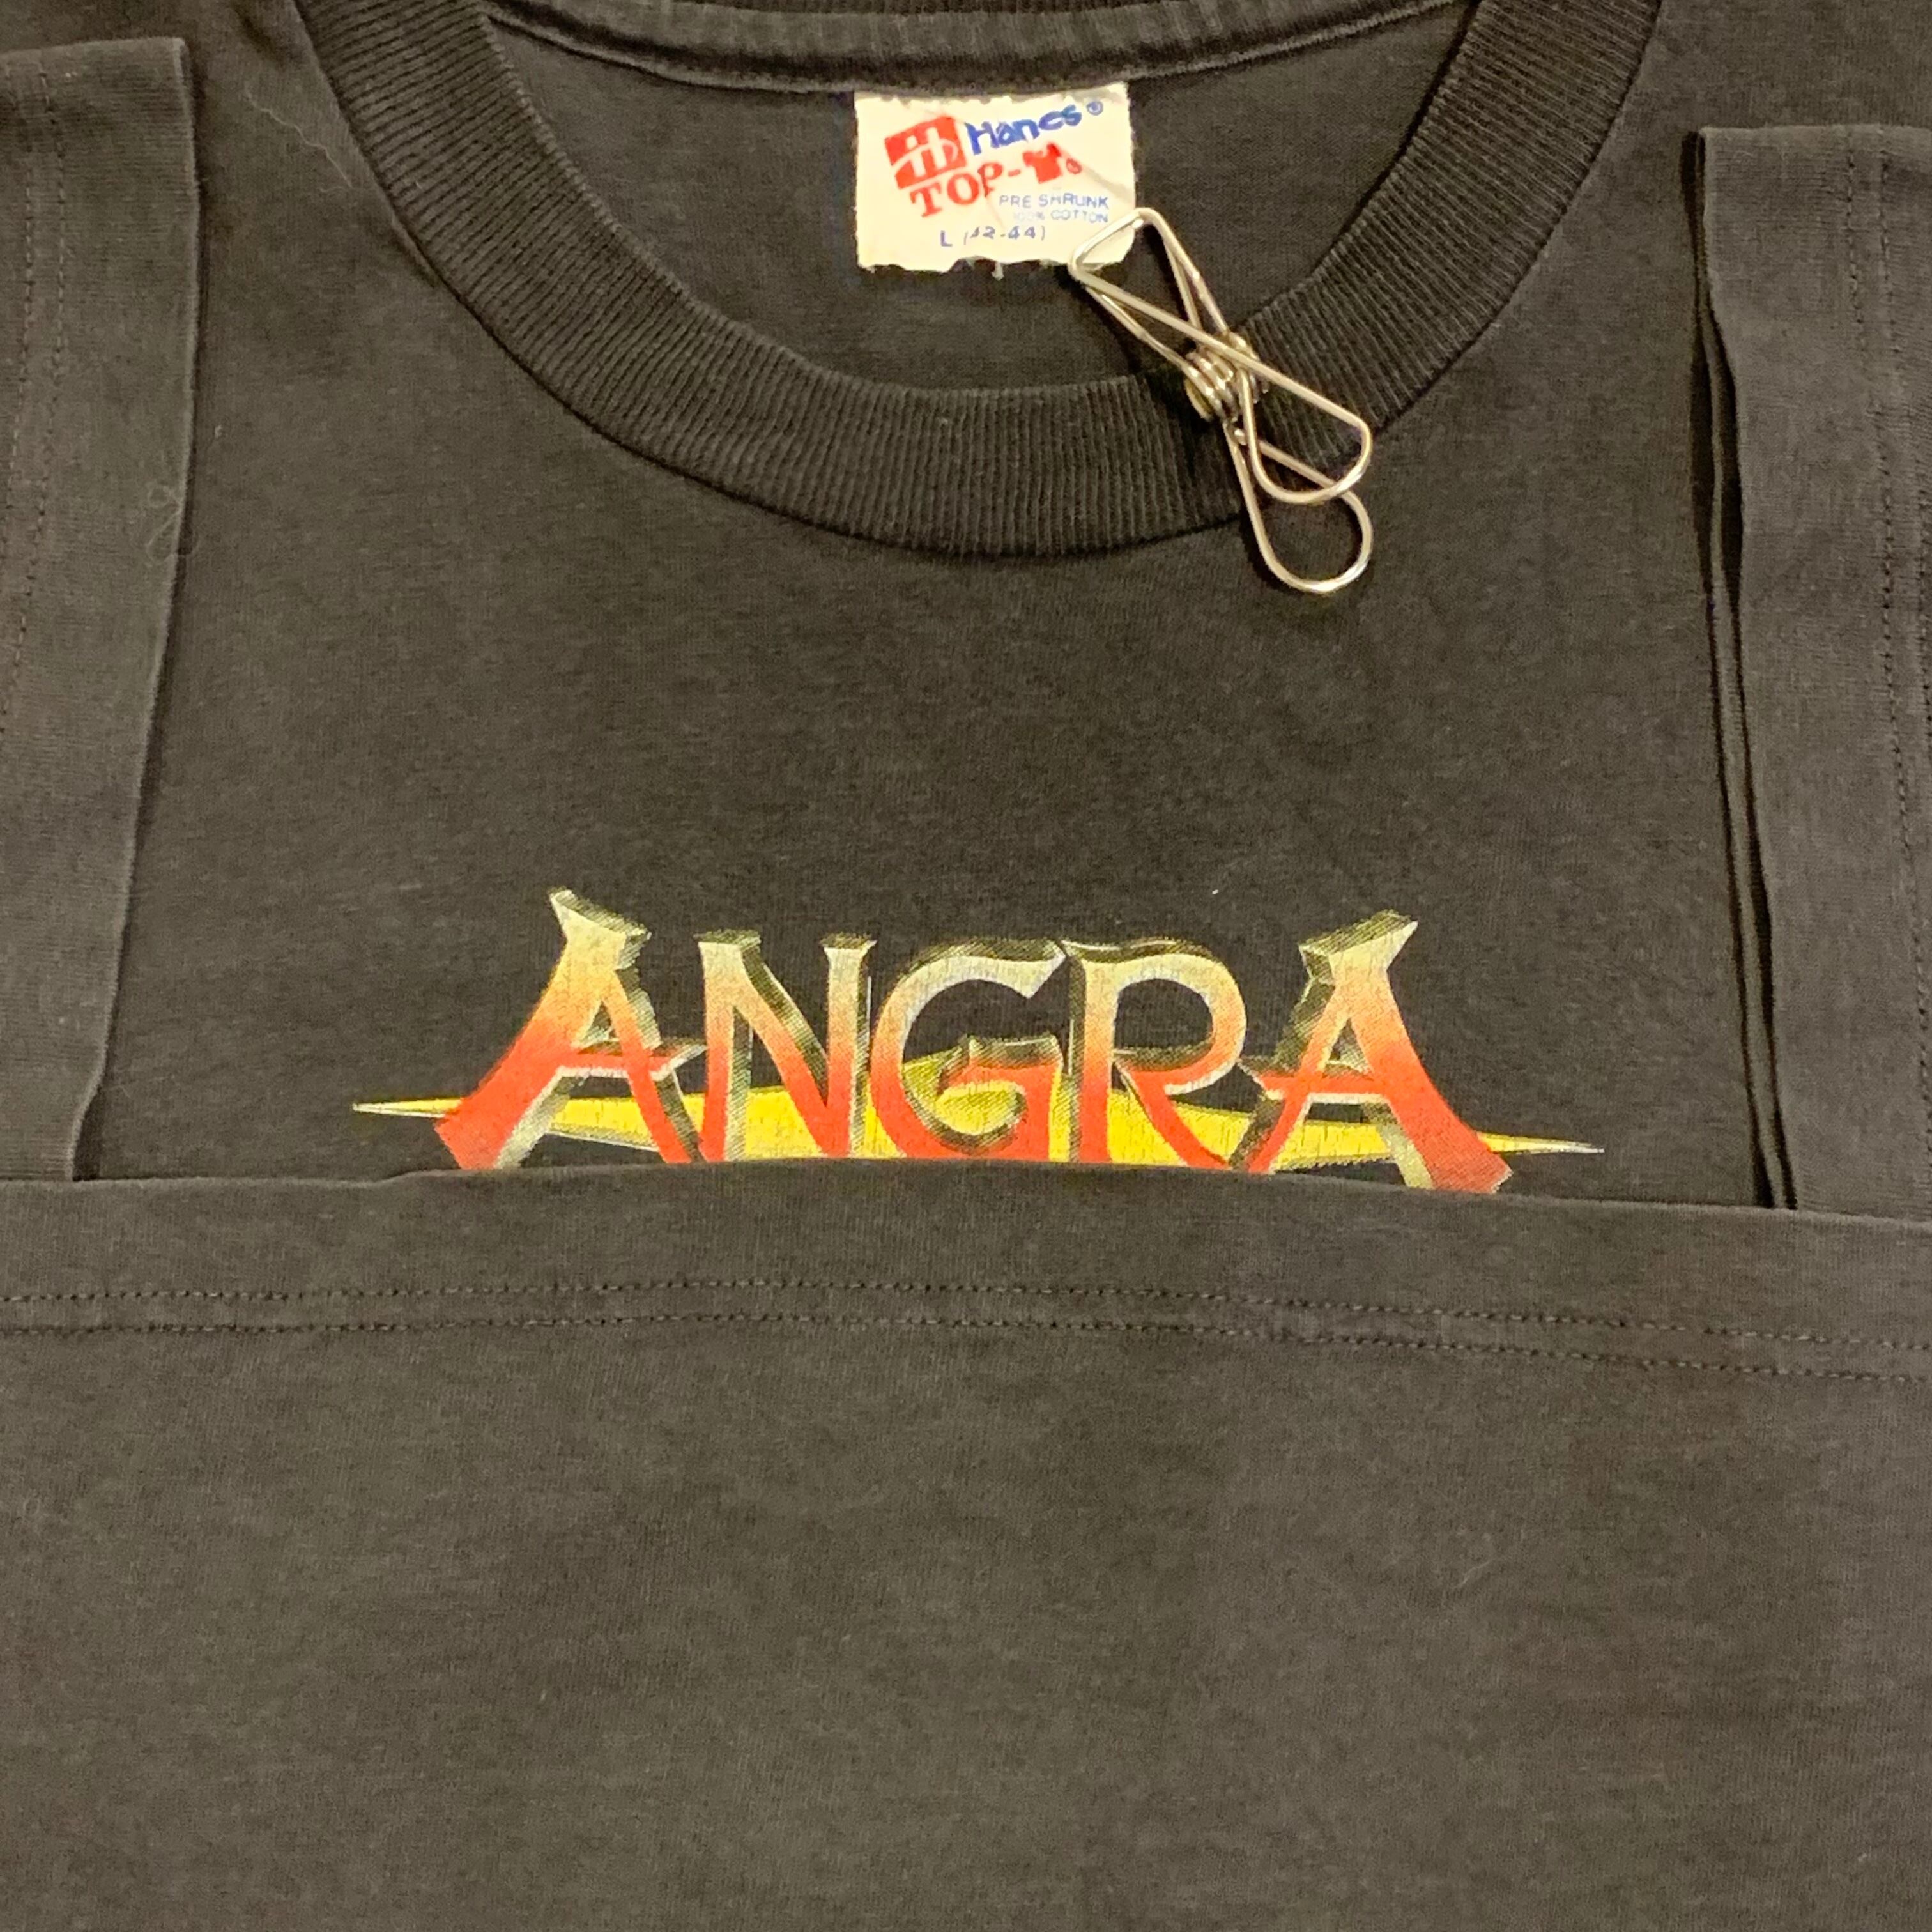 Hanes®
TOP-
PRE SHRUNK
100% COTTON
L (42-44)
ANGRA